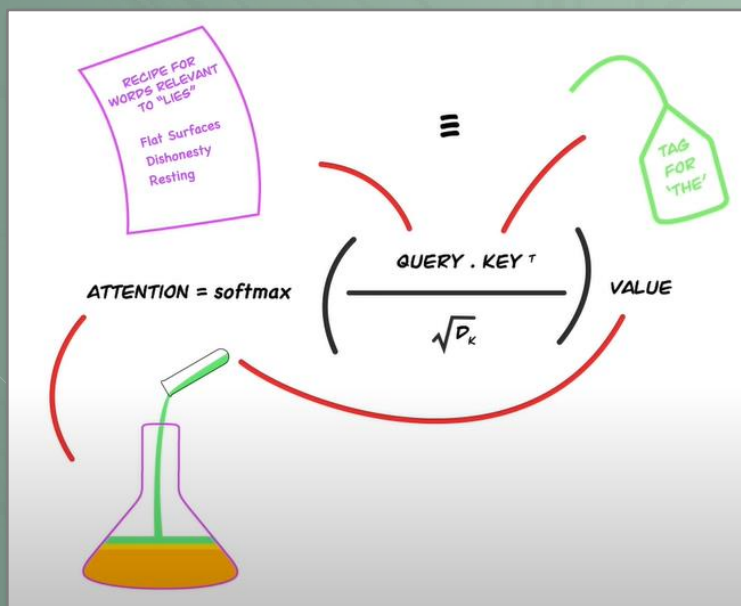 RECIPE FOR
WORDS RELEVANT
TO "LIES"
Flat Surfaces
Dishonesty
Resting
≡
TAG
FOR
'THE'
ATTENTION = softmax ( QUERY . KEY ᵀ ) VALUE
√Dₖ